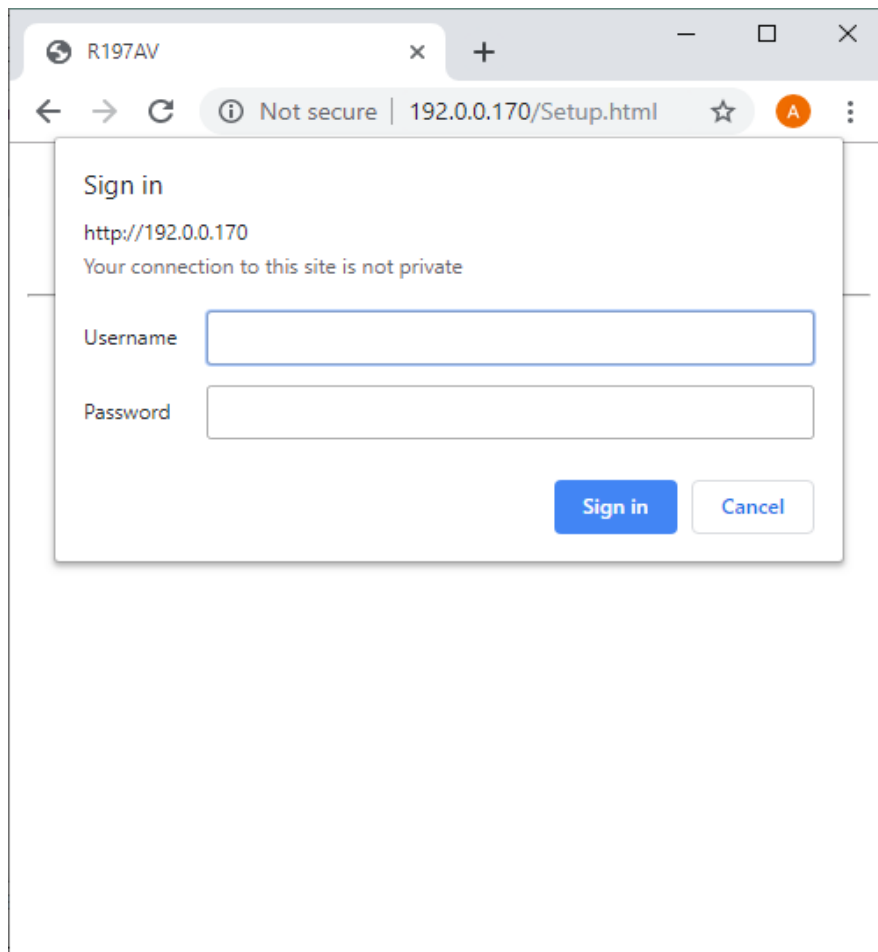 R197AV
Not secure | 192.0.0.170/Setup.html A
Sign in
http://192.0.0.170
Your connection to this site is not private
Username
Password
Sign in Cancel